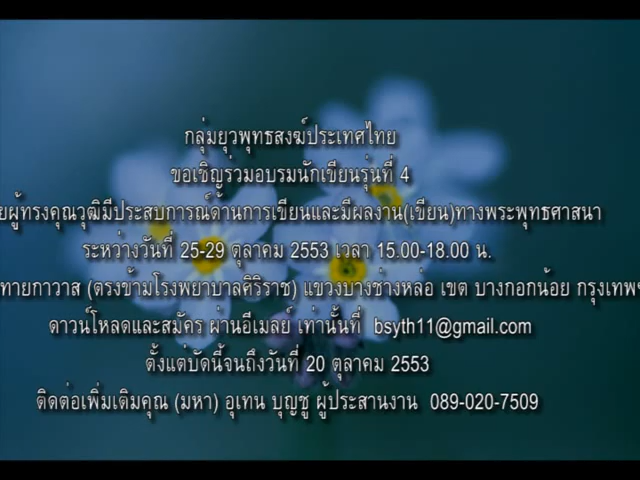 กลุ่มยุวพุทธสงฆ์ประเทศไทย
ขอเชิญร่วมอบรมนักเขียนรุ่นที่ 4
ยผู้ทรงคุณวุฒิมีประสบการณ์ด้านการเขียนและมีผลงาน(เขียน)ทางพระพุทธศาสนา
ระหว่างวันที่ 25-29 ตุลาคม 2553 เวลา 15.00-18.00 น.
ทายกาวาส (ตรงข้ามโรงพยาบาลศิริราช) แขวงบางช่างหล่อ เขต บางกอกน้อย กรุงเทพฯ
ดาวน์โหลดและสมัคร ผ่านอีเมลย์ เท่านั้นที่ bsyth11@gmail.com
ตั้งแต่บัดนี้จนถึงวันที่ 20 ตุลาคม 2553
ติดต่อเพิ่มเติมคุณ (มหา) อุเทน บุญชู ผู้ประสานงาน 089-020-7509